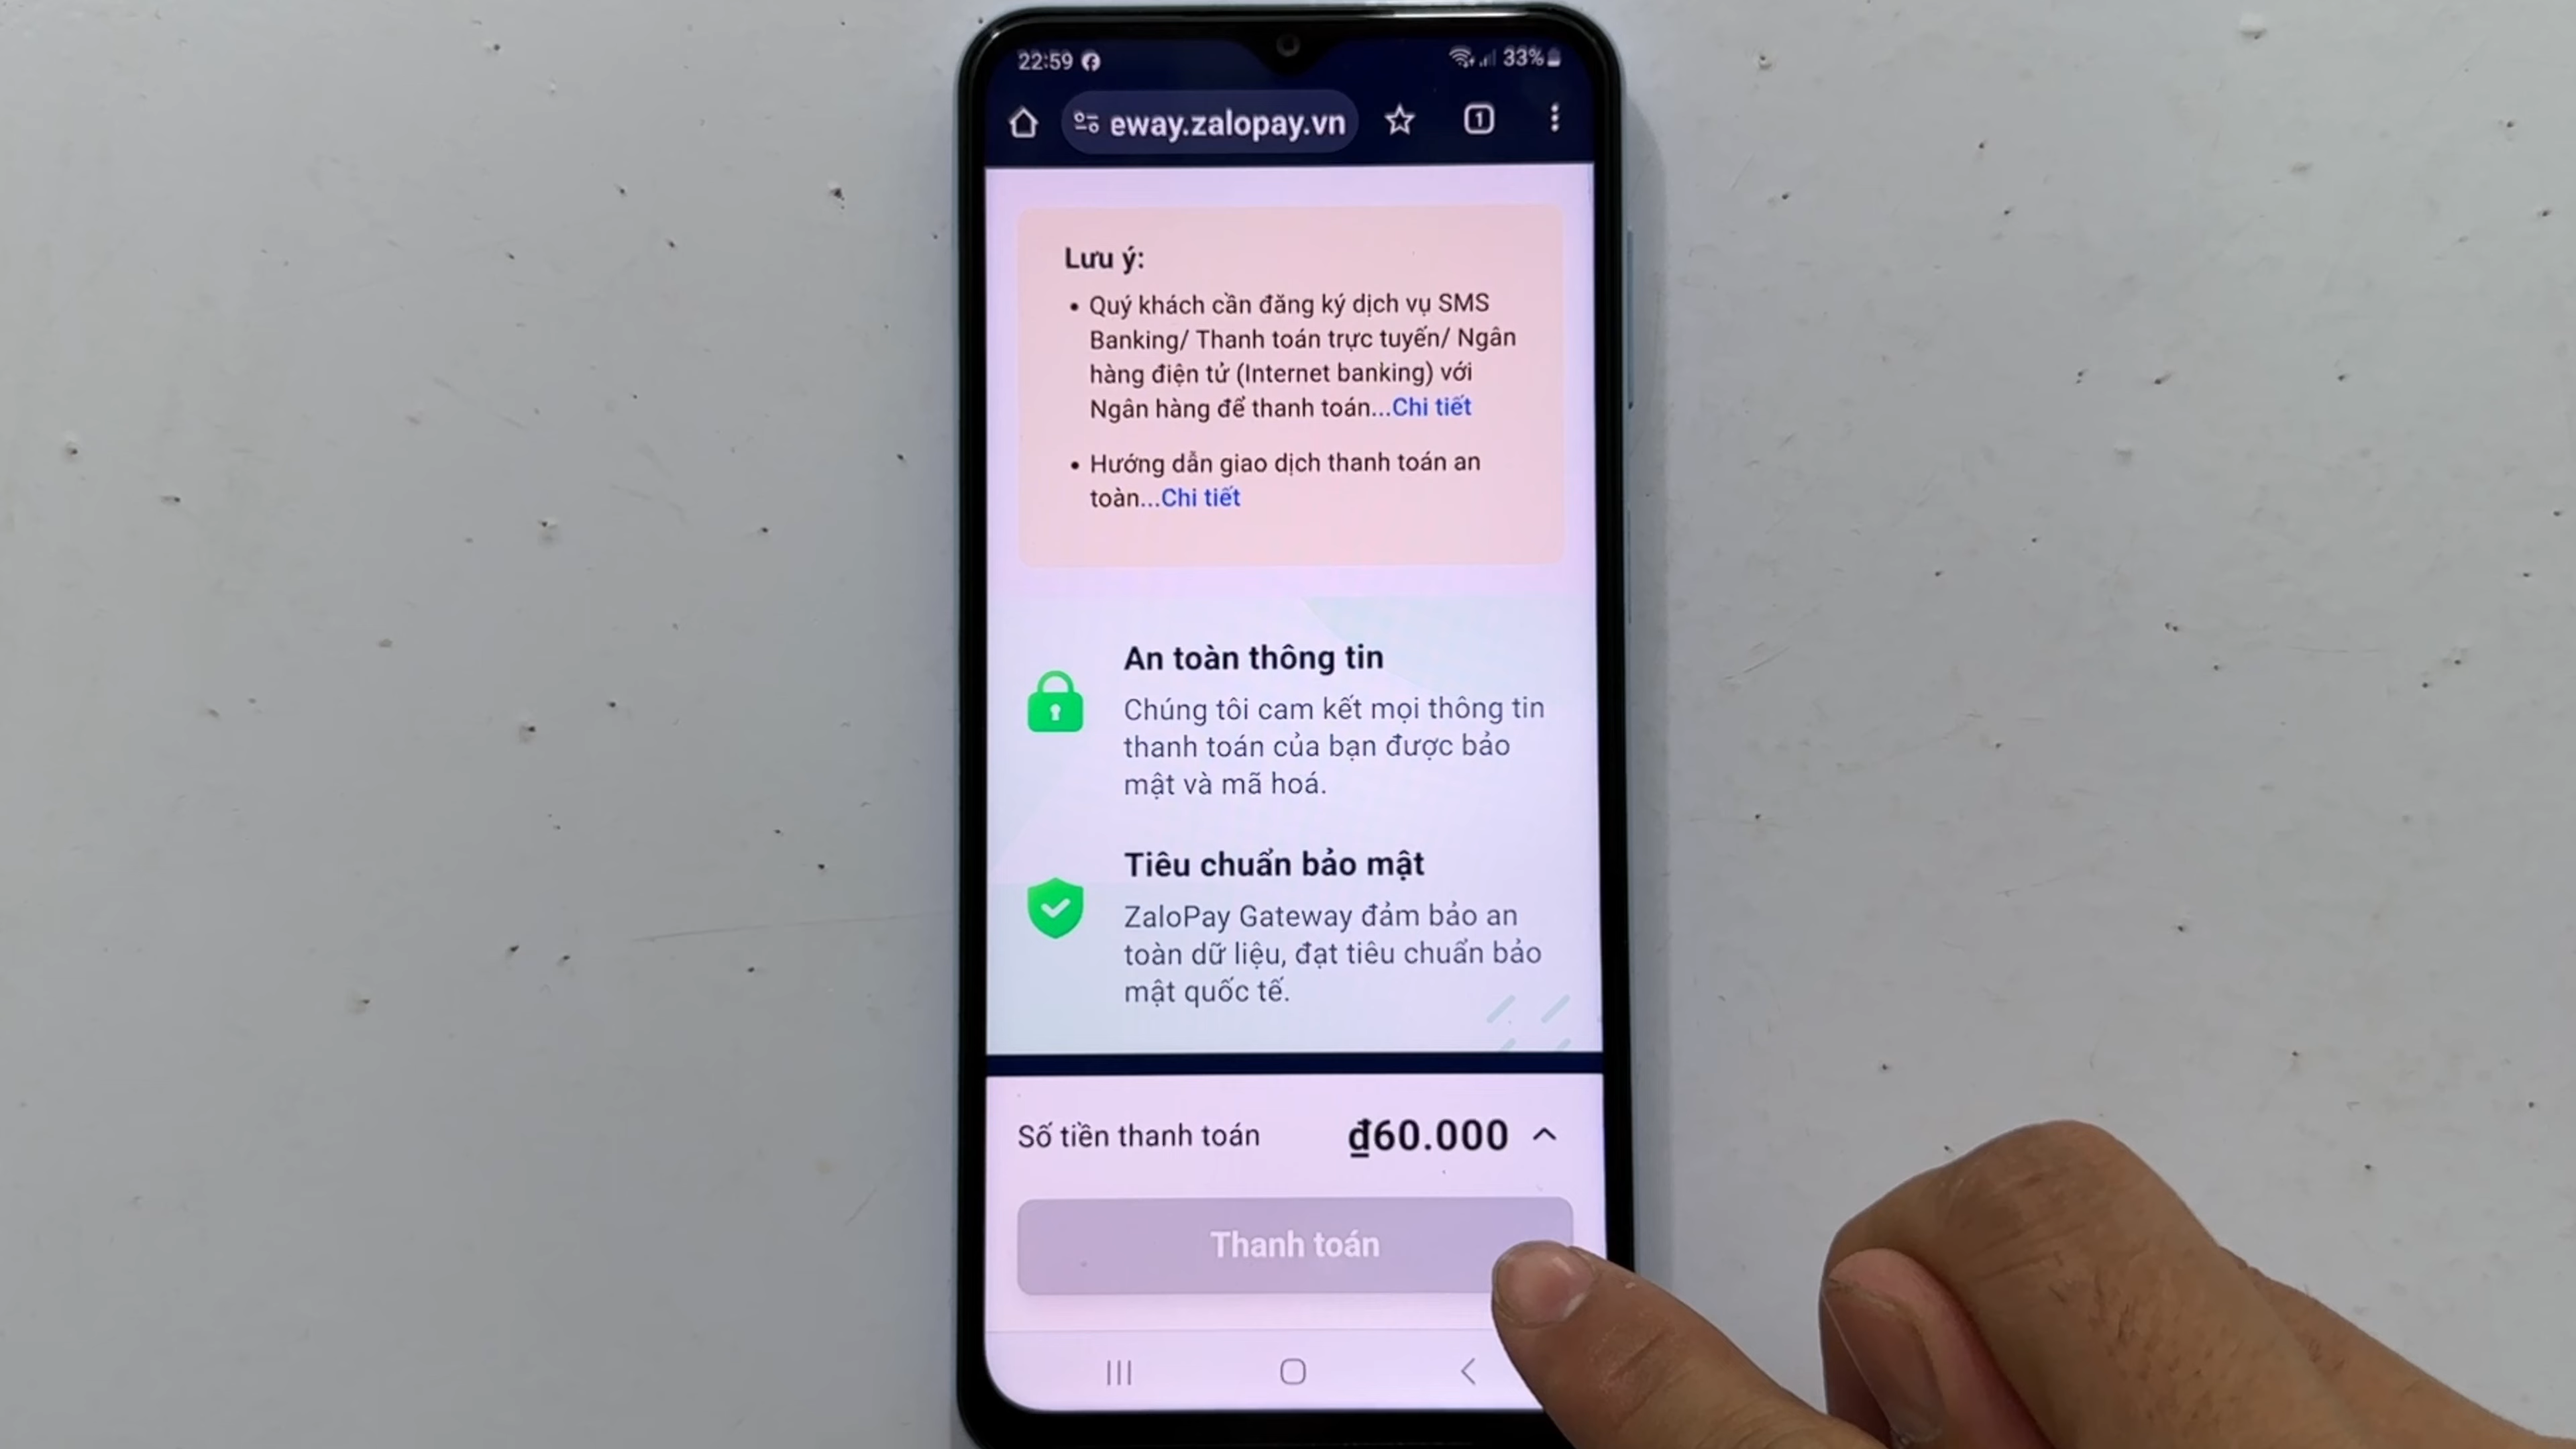 22:59
33%
eway.zalopay.vn
1
Lưu ý:
• Quý khách cần đăng ký dịch vụ SMS
Banking/ Thanh toán trực tuyến/ Ngân
hàng điện tử (Internet banking) với
Ngân hàng để thanh toán...Chi tiết
• Hướng dẫn giao dịch thanh toán an
toàn...Chi tiết
An toàn thông tin
Chúng tôi cam kết mọi thông tin
thanh toán của bạn được bảo
mật và mã hoá.
Tiêu chuẩn bảo mật
ZaloPay Gateway đảm bảo an
toàn dữ liệu, đạt tiêu chuẩn bảo
mật quốc tế.
Số tiền thanh toán ₫60.000
Thanh toán